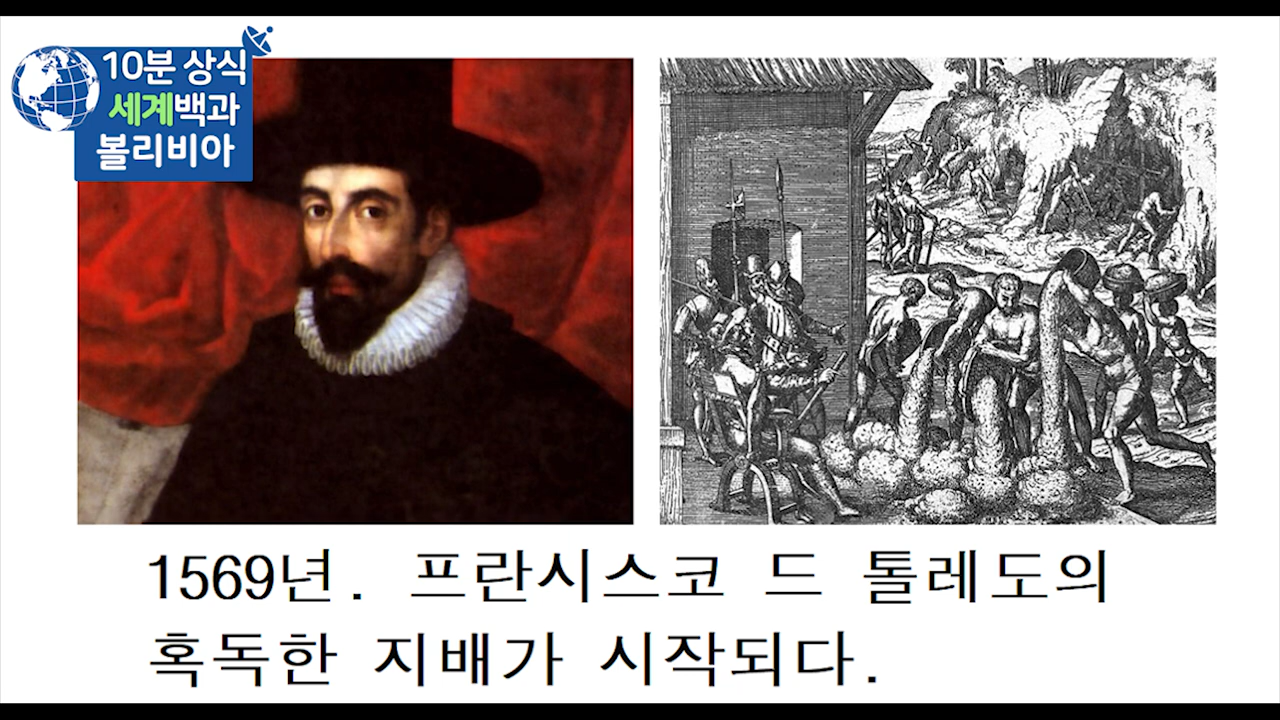 10분 상식
세계백과
볼리비아
1569년. 프란시스코 드 톨레도의
혹독한 지배가 시작되다.